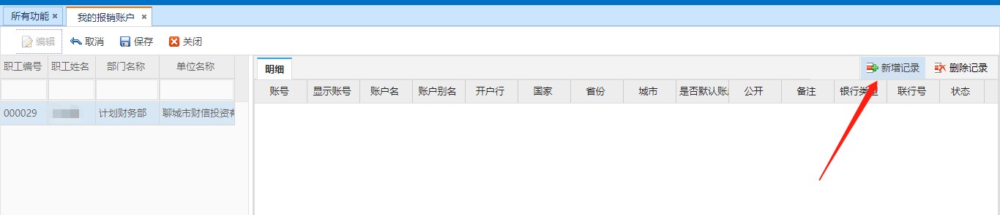 所有功能
我的报销账户
编辑 取消 保存 关闭
职工编号 职工姓名 部门名称 单位名称
000029 计划财务部 聊城市财信投资有
明细 新增记录 删除记录
账号 显示账号 账户名 账户别名 开户行 国家 省份 城市 是否默认账 公开 备注 银行类型 联行号 状态